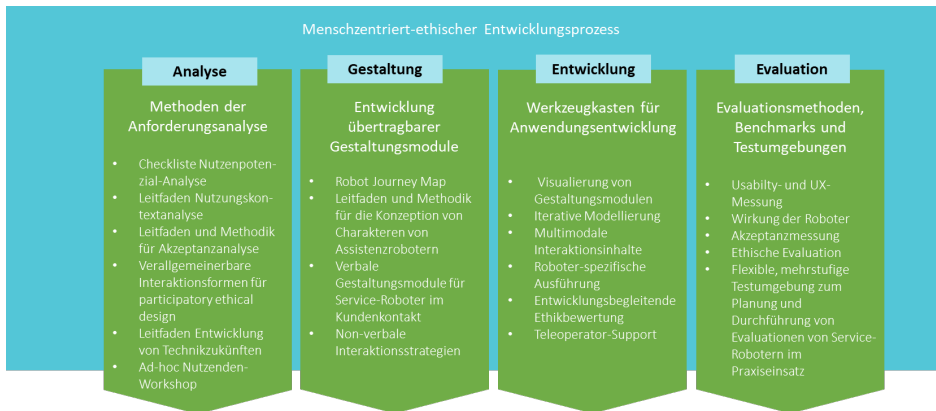 Menschzentriert-ethischer Entwicklungsprozess
Analyse
Methoden der
Anforderungsanalyse
• Checkliste Nutzenpoten-
zial-Analyse
• Leitfaden Nutzungskon-
textanalyse
• Leitfaden und Methodik
für Akzeptanzanalyse
• Verallgemeinerbare
Interaktionsformen für
participatory ethical
design
• Leitfaden Entwicklung
von Technikzukünften
• Ad-hoc Nutzenden-
Workshop
Gestaltung
Entwicklung
übertragbarer
Gestaltungsmodule
• Robot Journey Map
• Leitfaden und Methodik
für die Konzeption von
Charakteren von
Assistenzrobotern
• Verbale
Gestaltungsmodule für
Service-Roboter im
Kundenkontakt
• Non-verbale
Interaktionsstrategien
Entwicklung
Werkzeugkasten für
Anwendungsentwicklung
• Visualierung von
Gestaltungsmodulen
• Iterative Modellierung
• Multimodale
Interaktionsinhalte
• Roboter-spezifische
Ausführung
• Entwicklungsbegleitende
Ethikbewertung
• Teleoperator-Support
Evaluation
Evaluationsmethoden,
Benchmarks und
Testumgebungen
• Usabilty- und UX-
Messung
• Wirkung der Roboter
• Akzeptanzmessung
• Ethische Evaluation
• Flexible, mehrstufige
Testumgebung zum
Planung und
Durchführung von
Evaluationen von Service-
Robotern im
Praxiseinsatz